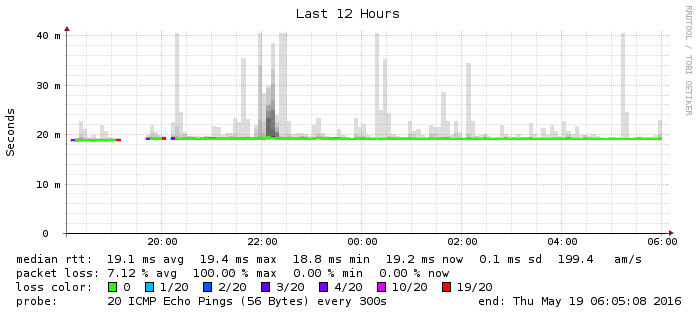 Last 12 Hours
RRDTOOL / TOBI OETIKER
Seconds
40 m
30 m
20 m
10 m
0
20:00 22:00 00:00 02:00 04:00 06:00
median rtt: 19.1 ms avg 19.4 ms max 18.8 ms min 19.2 ms now 0.1 ms sd 199.4 am/s
packet loss: 7.12 % avg 100.00 % max 0.00 % min 0.00 % now
loss color: 0 1/20 2/20 3/20 4/20 10/20 19/20
probe: 20 ICMP Echo Pings (56 Bytes) every 300s end: Thu May 19 06:05:08 2016